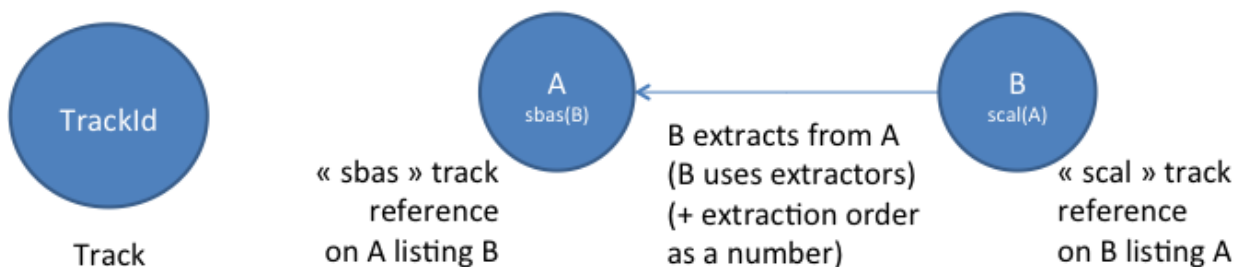 TrackId
Track
A
sbas(B)
« sbas » track
reference
on A listing B
B extracts from A
(B uses extractors)
(+ extraction order
as a number)
B
scal(A)
« scal » track
reference
on B listing A